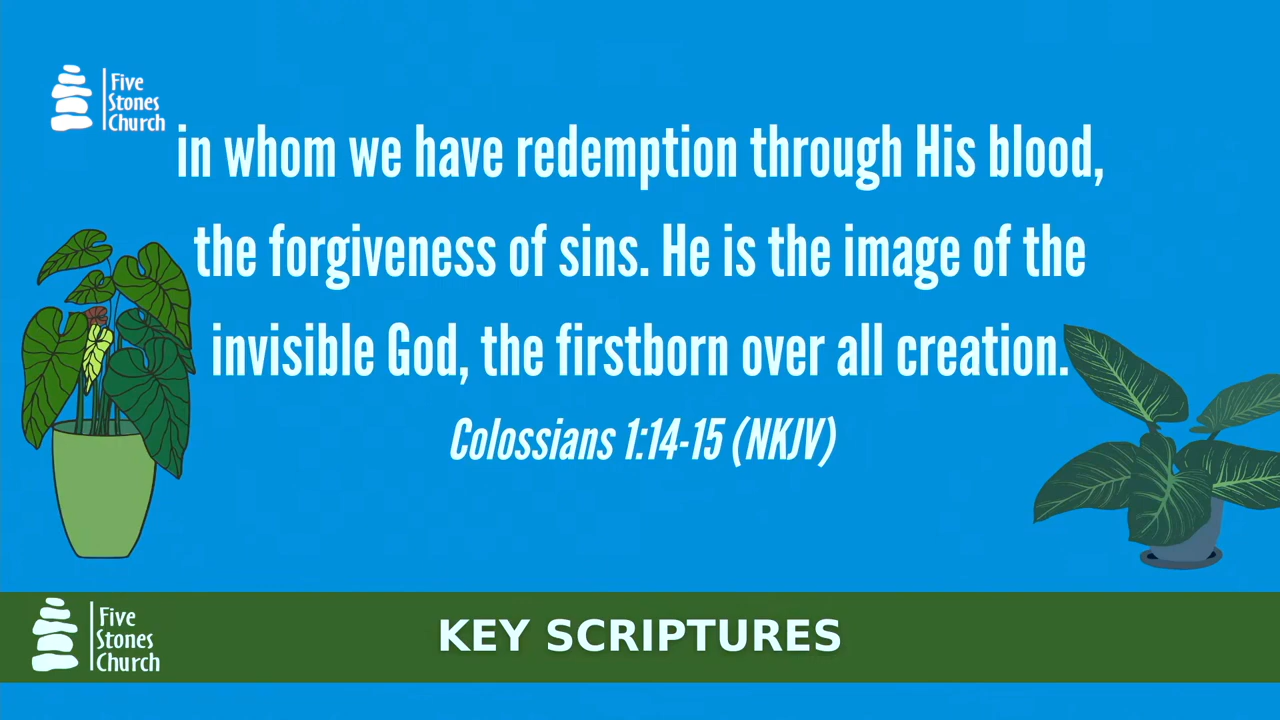 Five
Stones
Church
in whom we have redemption through His blood,
the forgiveness of sins. He is the image of the
invisible God, the firstborn over all creation.
Colossians 1:14-15 (NKJV)
Five
Stones
Church
KEY SCRIPTURES